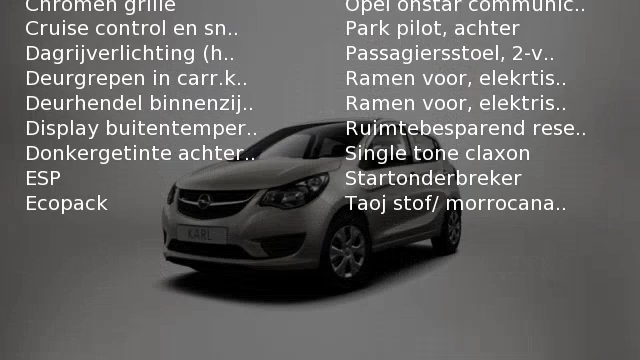 Chromen grille
Cruise control en sn..
Dagrijverlichting (h..
Deurgrepen in carr.k..
Deurhendel binnenzij..
Display buitentemper..
Donkergetinte achter..
ESP
Ecopack
Opel onstar communic..
Park pilot, achter
Passagiersstoel, 2-v..
Ramen voor, elekrtis..
Ramen voor, elektris..
Ruimtebesparend rese..
Single tone claxon
Startonderbreker
Taoj stof/ morrocana..
KARL